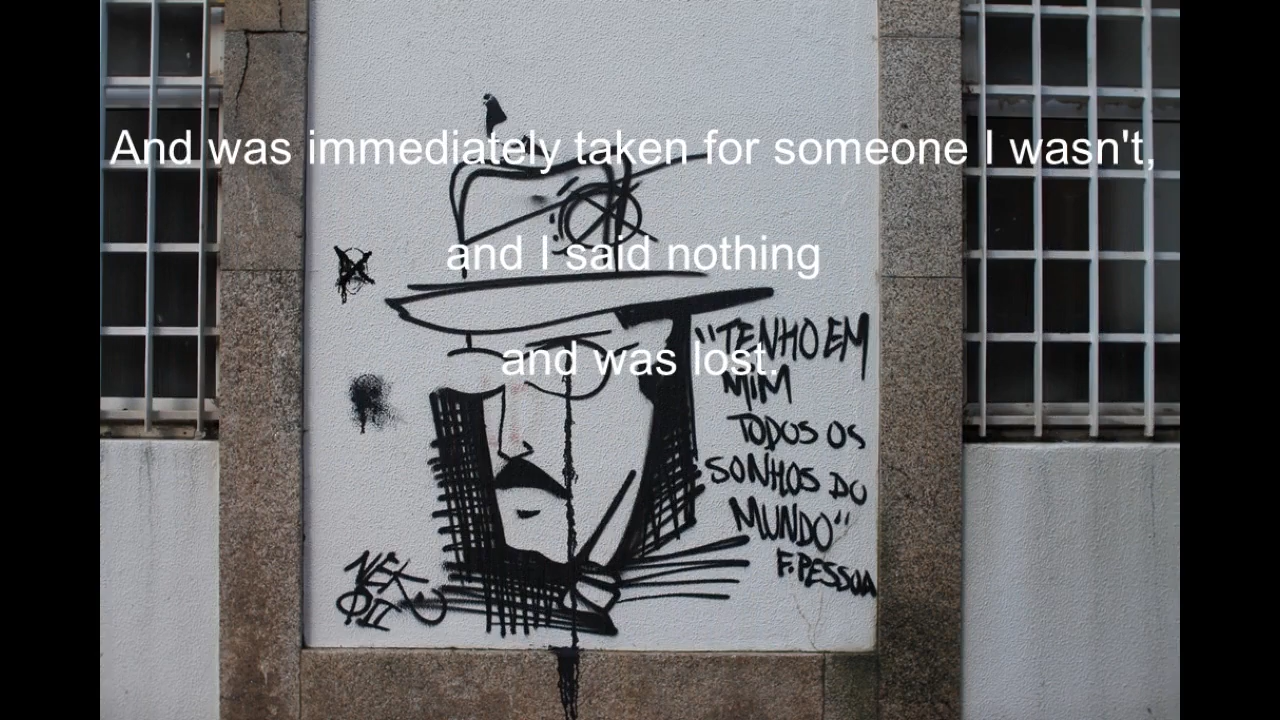 And was immediately taken for someone I wasn't,
and I said nothing
and was lost.
"TENHO EM
MIM
TODOS OS
SONHOS DO
MUNDO"
F. PESSOA